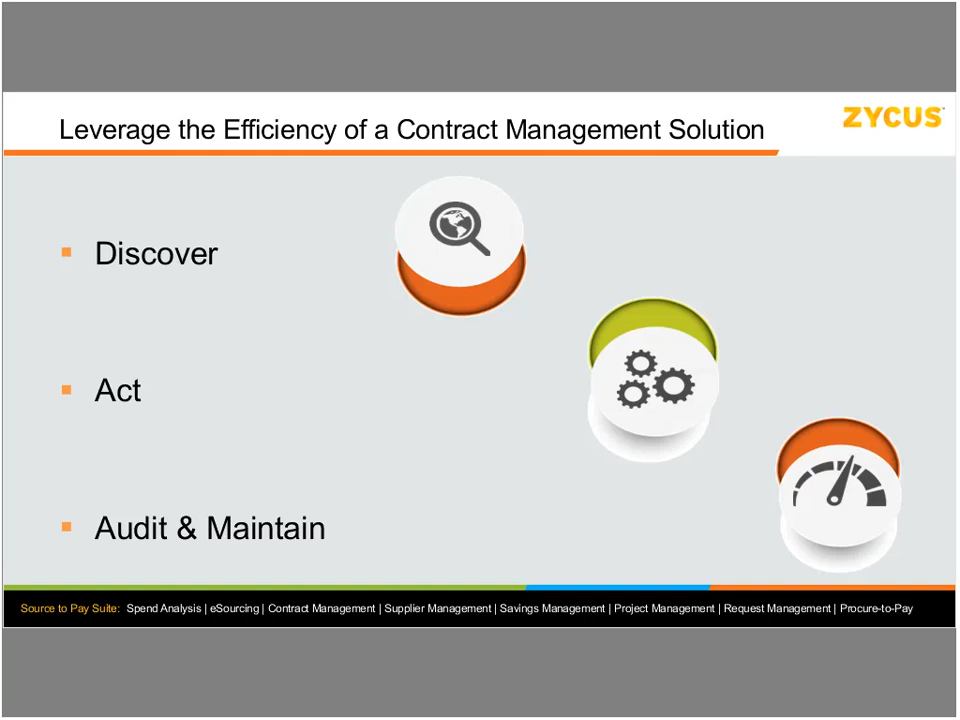 Leverage the Efficiency of a Contract Management Solution
ZYCUS™
▪ Discover
▪ Act
▪ Audit & Maintain
Source to Pay Suite: Spend Analysis | eSourcing | Contract Management | Supplier Management | Savings Management | Project Management | Request Management | Procure-to-Pay